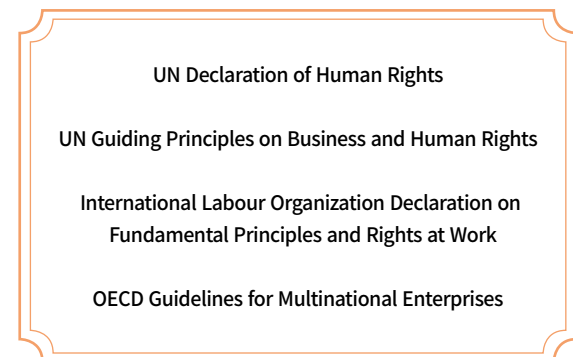 UN Declaration of Human Rights
UN Guiding Principles on Business and Human Rights
International Labour Organization Declaration on
Fundamental Principles and Rights at Work
OECD Guidelines for Multinational Enterprises